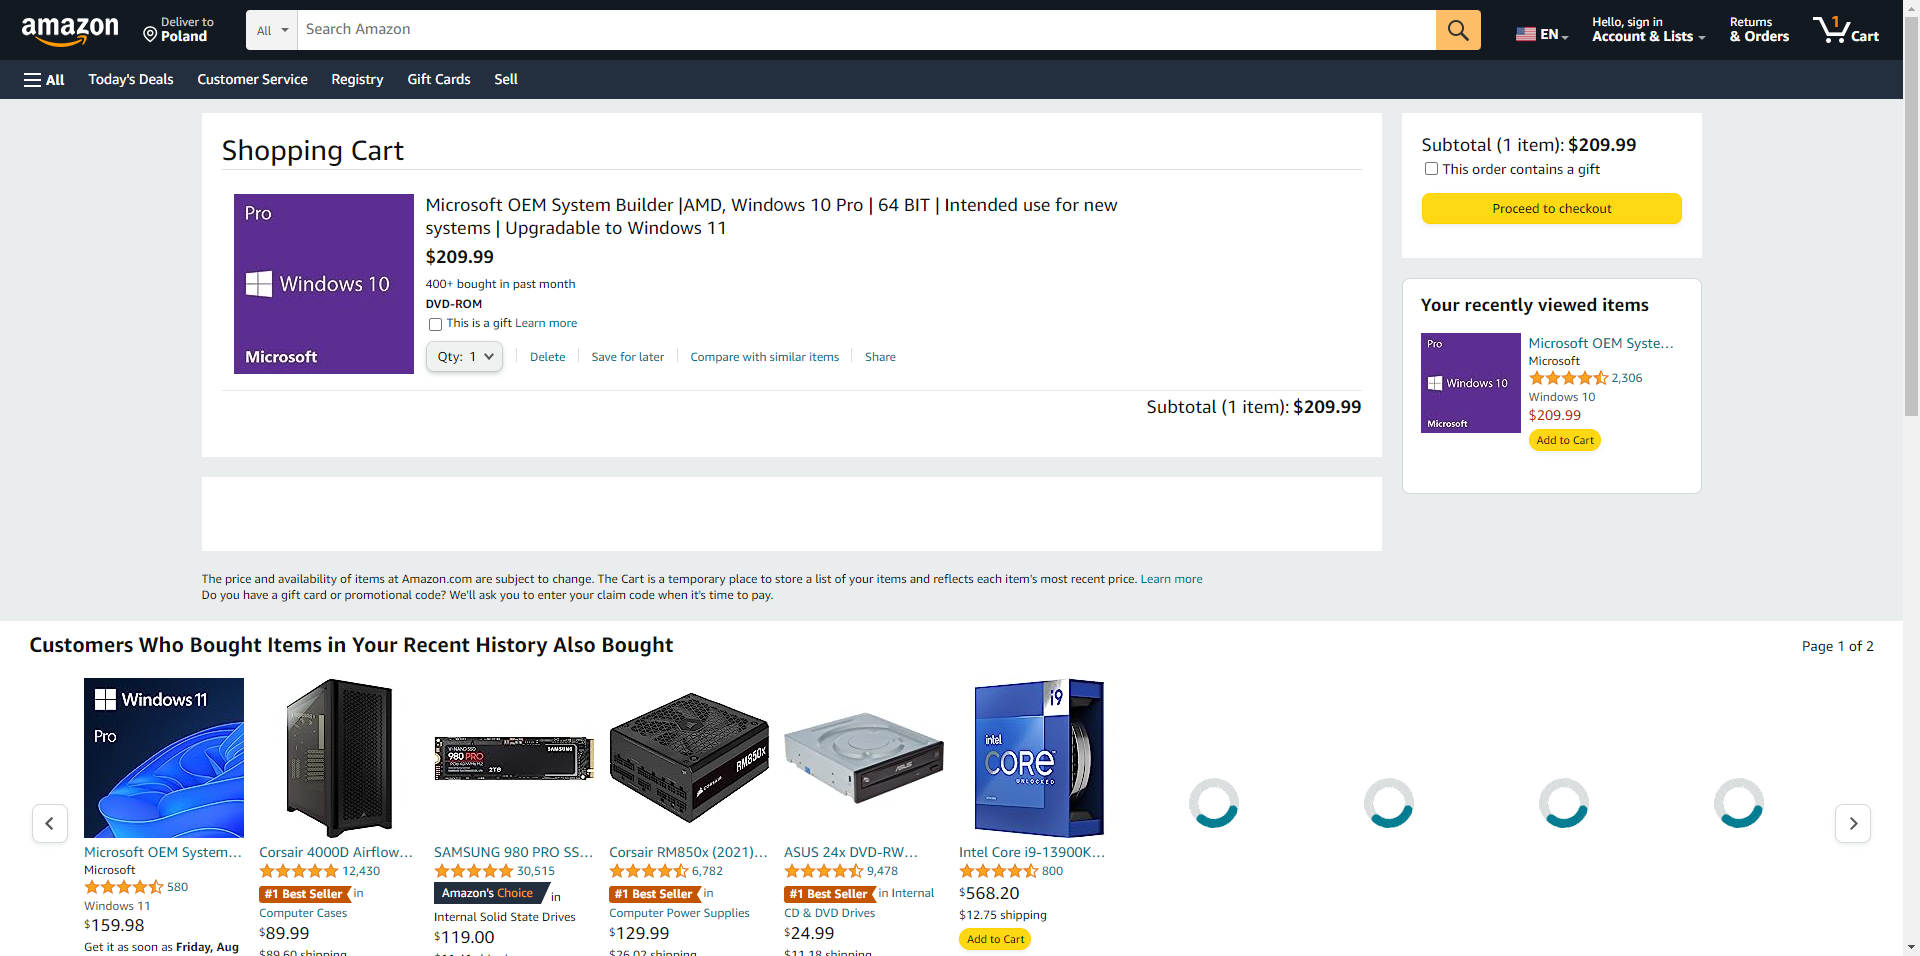 amazon
Deliver to
Poland
All
Search Amazon
EN
Hello, sign in
Account & Lists
Returns
& Orders
1
Cart
All
Today's Deals
Customer Service
Registry
Gift Cards
Sell
Shopping Cart
Pro
Windows 10
Microsoft
Microsoft OEM System Builder |AMD, Windows 10 Pro | 64 BIT | Intended use for new
systems | Upgradable to Windows 11
$209.99
400+ bought in past month
DVD-ROM
This is a gift Learn more
Qty: 1
Delete
Save for later
Compare with similar items
Share
Subtotal (1 item): $209.99
Subtotal (1 item): $209.99
This order contains a gift
Proceed to checkout
Your recently viewed items
Pro
Windows 10
Microsoft
Microsoft OEM Syste...
Microsoft
2,306
Windows 10
$209.99
Add to Cart
The price and availability of items at Amazon.com are subject to change. The Cart is a temporary place to store a list of your items and reflects each item's most recent price. Learn more
Do you have a gift card or promotional code? We'll ask you to enter your claim code when it's time to pay.
Customers Who Bought Items in Your Recent History Also Bought
Page 1 of 2
Windows 11
Pro
Microsoft OEM System...
Microsoft
580
Windows 11
$159.98
Get it as soon as Friday, Aug
Corsair 4000D Airflow...
12,430
#1 Best Seller in
Computer Cases
$89.99
$89.60 shipping
SAMSUNG
V-NAND SSD
980 PRO
2TB
SAMSUNG 980 PRO SS...
30,515
Amazon's Choice in
Internal Solid State Drives
$119.00
RM850x
CORSAIR
Corsair RM850x (2021)...
6,782
#1 Best Seller in
Computer Power Supplies
$129.99
$26.02 shipping
ASUS
ASUS 24x DVD-RW...
9,478
#1 Best Seller in Internal
CD & DVD Drives
$24.99
$11.18 shipping
i9
intel
CORE
UNLOCKED
Intel Core i9-13900K...
800
$568.20
$12.75 shipping
Add to Cart